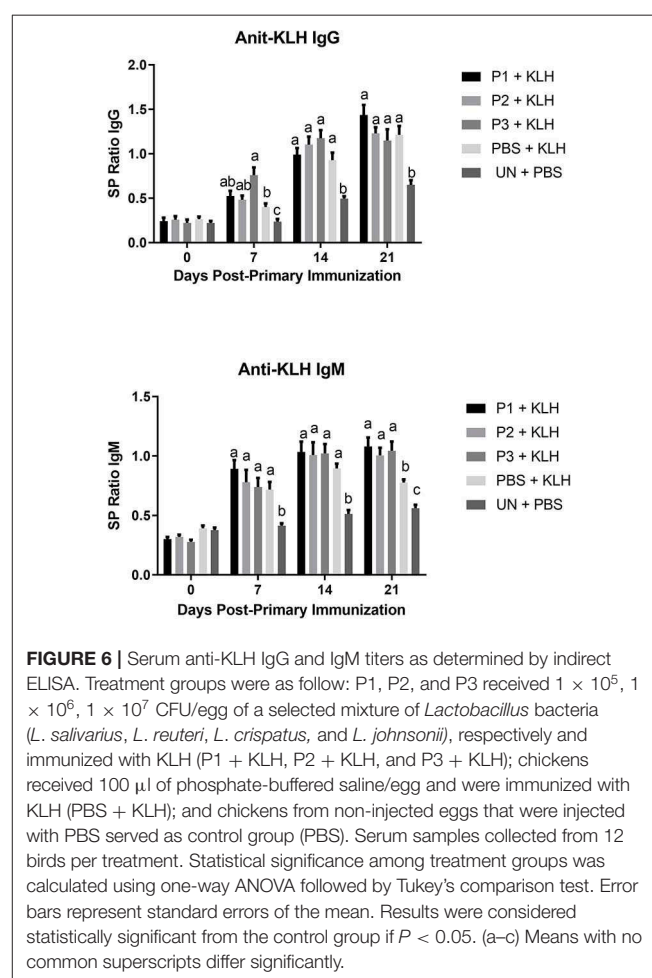 Anit-KLH IgG
2.0
1.5
1.0
0.5
0.0
SP Ratio IgG
ab ab a b c
a a a a b
a a a a b
0 7 14 21
Days Post-Primary Immunization
P1 + KLH
P2 + KLH
P3 + KLH
PBS + KLH
UN + PBS
Anti-KLH IgM
1.5
1.0
0.5
0.0
SP Ratio IgM
a a a a b
a a a a b
a a a b c
0 7 14 21
Days Post-Primary Immunization
P1 + KLH
P2 + KLH
P3 + KLH
PBS + KLH
UN + PBS
FIGURE 6 | Serum anti-KLH IgG and IgM titers as determined by indirect
ELISA. Treatment groups were as follow: P1, P2, and P3 received 1 × 10⁵, 1
× 10⁶, 1 × 10⁷ CFU/egg of a selected mixture of Lactobacillus bacteria
(L. salivarius, L. reuteri, L. crispatus, and L. johnsonii), respectively and
immunized with KLH (P1 + KLH, P2 + KLH, and P3 + KLH); chickens
received 100 μl of phosphate-buffered saline/egg and were immunized with
KLH (PBS + KLH); and chickens from non-injected eggs that were injected
with PBS served as control group (PBS). Serum samples collected from 12
birds per treatment. Statistical significance among treatment groups was
calculated using one-way ANOVA followed by Tukey's comparison test. Error
bars represent standard errors of the mean. Results were considered
statistically significant from the control group if P < 0.05. (a–c) Means with no
common superscripts differ significantly.